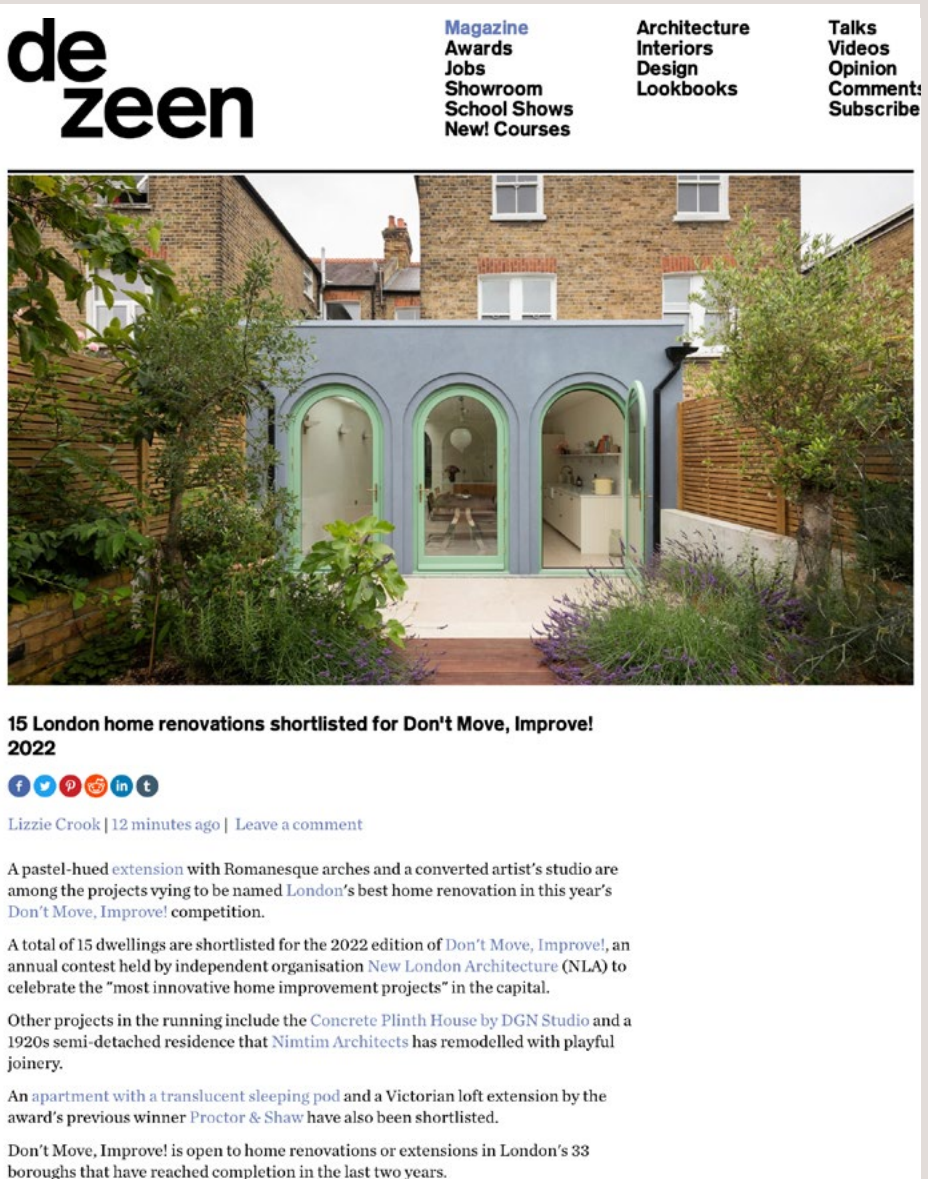 de
zeen
Magazine
Awards
Jobs
Showroom
School Shows
New! Courses
Architecture
Interiors
Design
Lookbooks
Talks
Videos
Opinion
Comments
Subscribe
15 London home renovations shortlisted for Don't Move, Improve!
2022
Lizzie Crook | 12 minutes ago | Leave a comment
A pastel-hued extension with Romanesque arches and a converted artist's studio are
among the projects vying to be named London's best home renovation in this year's
Don't Move, Improve! competition.
A total of 15 dwellings are shortlisted for the 2022 edition of Don't Move, Improve!, an
annual contest held by independent organisation New London Architecture (NLA) to
celebrate the "most innovative home improvement projects" in the capital.
Other projects in the running include the Concrete Plinth House by DGN Studio and a
1920s semi-detached residence that Nimtim Architects has remodelled with playful
joinery.
An apartment with a translucent sleeping pod and a Victorian loft extension by the
award's previous winner Proctor & Shaw have also been shortlisted.
Don't Move, Improve! is open to home renovations or extensions in London's 33
boroughs that have reached completion in the last two years.